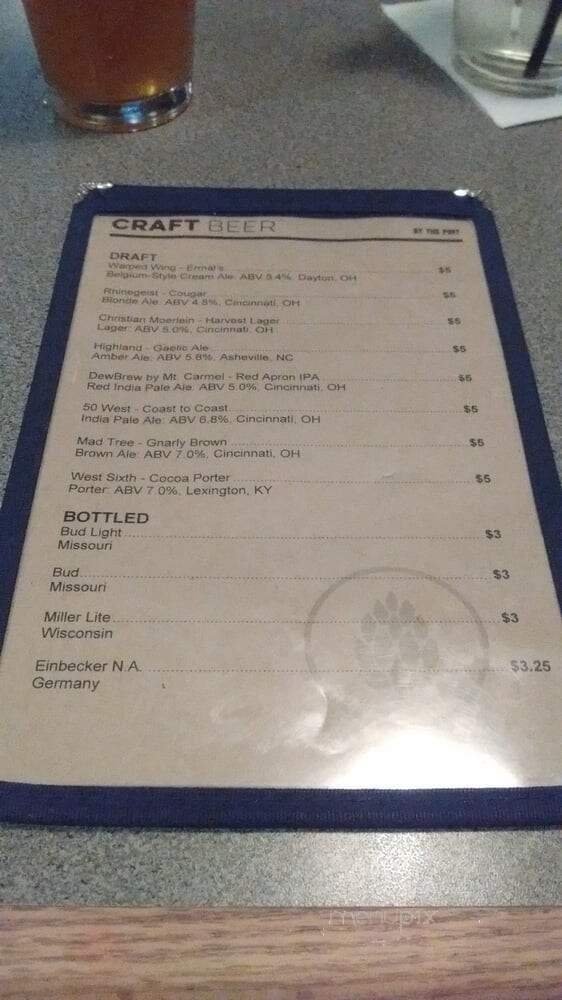 CRAFT BEER
BY THE PINT
DRAFT
Warped Wing - Ermal's $5
Belgium-Style Cream Ale: ABV 5.4%, Dayton, OH
Rhinegeist - Cougar $5
Blonde Ale: ABV 4.8%, Cincinnati, OH
Christian Moerlein - Harvest Lager $5
Lager: ABV 5.0%, Cincinnati, OH
Highland - Gaelic Ale $5
Amber Ale: ABV 5.8%, Asheville, NC
DewBrew by Mt. Carmel - Red Apron IPA $5
Red India Pale Ale: ABV 5.0%, Cincinnati, OH
50 West - Coast to Coast $5
India Pale Ale: ABV 6.8%, Cincinnati, OH
Mad Tree - Gnarly Brown $5
Brown Ale: ABV 7.0%, Cincinnati, OH
West Sixth - Cocoa Porter $5
Porter: ABV 7.0%, Lexington, KY
BOTTLED
Bud Light $3
Missouri
Bud $3
Missouri
Miller Lite $3
Wisconsin
Einbecker N.A. $3.25
Germany
menupix